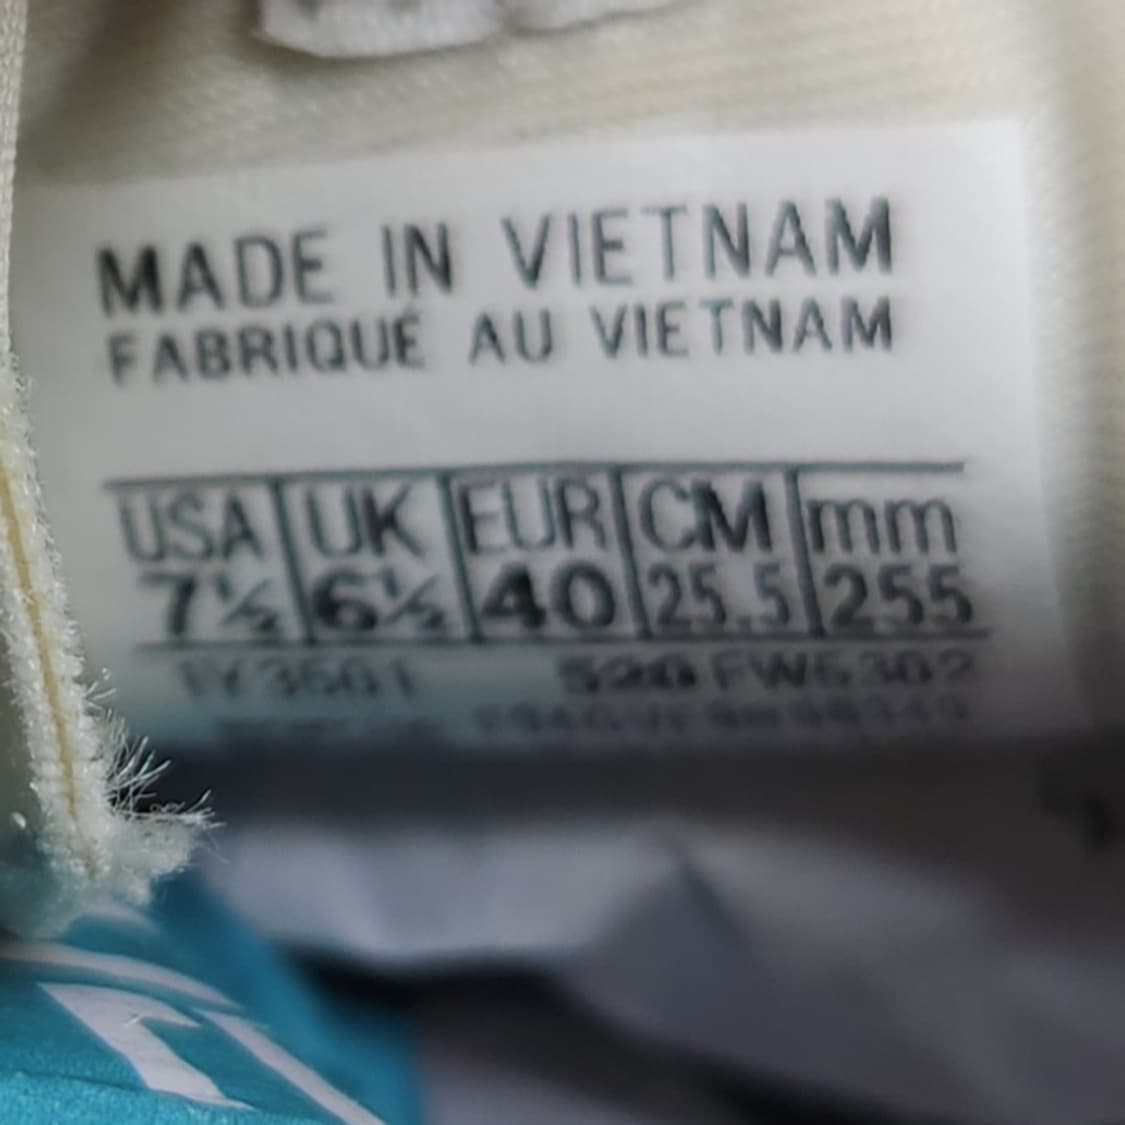 MADE IN VIETNAM
FABRIQUÉ AU VIETNAM
USA UK EUR CM mm
7½ 6½ 40 25.5 255